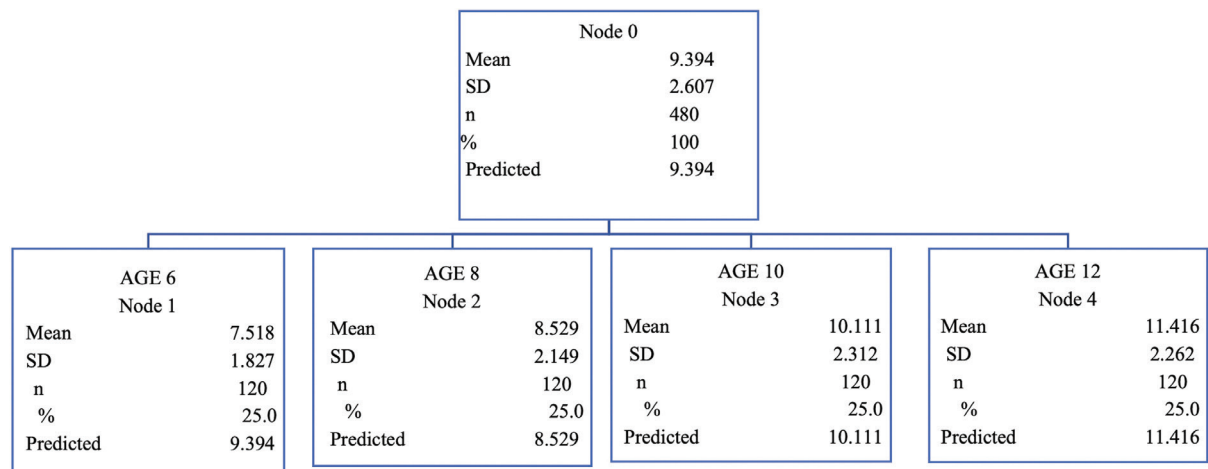 Node 0
Mean 9.394
SD 2.607
n 480
% 100
Predicted 9.394
AGE 6
Node 1
Mean 7.518
SD 1.827
n 120
% 25.0
Predicted 9.394
AGE 8
Node 2
Mean 8.529
SD 2.149
n 120
% 25.0
Predicted 8.529
AGE 10
Node 3
Mean 10.111
SD 2.312
n 120
% 25.0
Predicted 10.111
AGE 12
Node 4
Mean 11.416
SD 2.262
n 120
% 25.0
Predicted 11.416